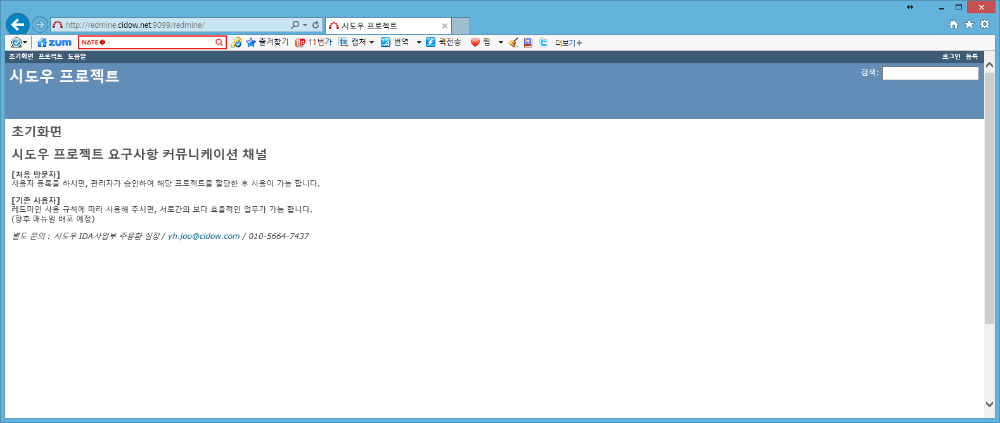 http://redmine.cidow.net:9099/redmine/
시도우 프로젝트
zum
NATE
즐겨찾기
11번가
캡처
번역
퀵전송
찜
더보기+
초기화면 프로젝트 도움말
로그인 등록
시도우 프로젝트
검색:
초기화면
시도우 프로젝트 요구사항 커뮤니케이션 채널
[처음 방문자]
사용자 등록을 하시면, 관리자가 승인하여 해당 프로젝트를 할당한 후 사용이 가능 합니다.
[기존 사용자]
레드마인 사용 규칙에 따라 사용해 주시면, 서로간의 보다 효율적인 업무가 가능 합니다.
(향후 매뉴얼 배포 예정)
별도 문의 : 시도우 IDA사업부 주용환 실장 / yh.joo@cidow.com / 010-5664-7437